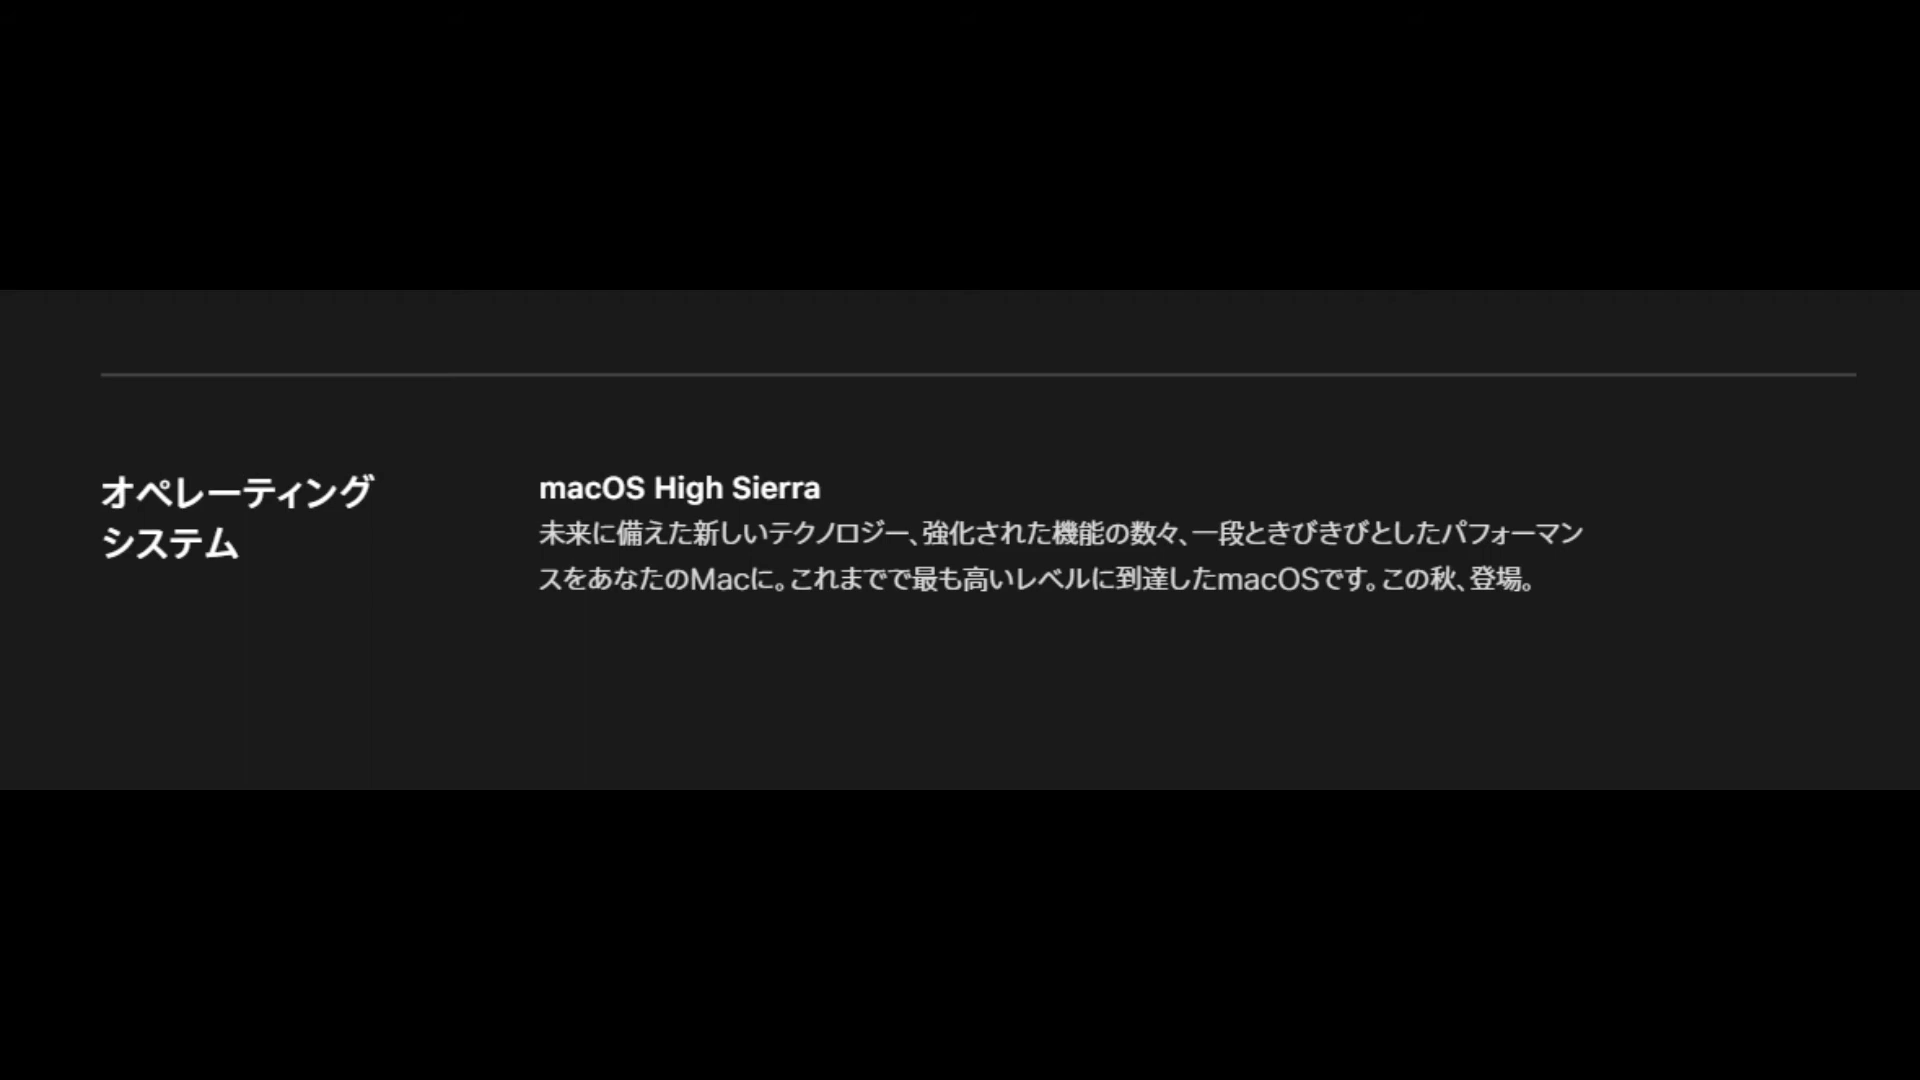 オペレーティング
システム
macOS High Sierra
未来に備えた新しいテクノロジー、強化された機能の数々、一段ときびきびとしたパフォーマン
スをあなたのMacに。これまでで最も高いレベルに到達したmacOSです。この秋、登場。